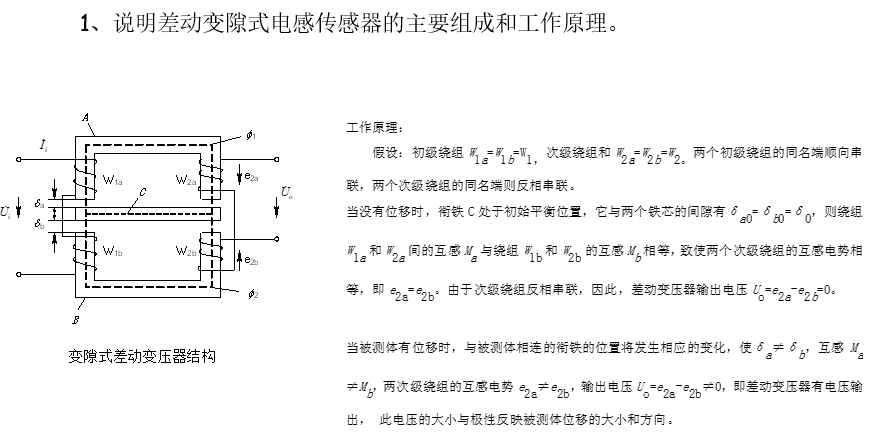 1、说明差动变隙式电感传感器的主要组成和工作原理。
A
ϕ1
Ii
W1a
W2a
e2a
C
U̇i
δa
δb
U̇o
W1b
W2b
e2b
ϕ2
B
变隙式差动变压器结构
工作原理：
假设：初级绕组 W1a=W1b=W1，次级绕组和 W2a=W2b=W2。两个初级绕组的同名端顺向串
联，两个次级绕组的同名端则反相串联。
当没有位移时，衔铁 C 处于初始平衡位置，它与两个铁芯的间隙有 δa0=δb0=δ0，则绕组
W1a 和 W2a 间的互感 Ma 与绕组 W1b 和 W2b 的互感 Mb 相等，致使两个次级绕组的互感电势相
等，即 e2a=e2b。由于次级绕组反相串联，因此，差动变压器输出电压 Uo=e2a-e2b=0。
当被测体有位移时，与被测体相连的衔铁的位置将发生相应的变化，使 δa≠δb，互感 Ma
≠Mb，两次级绕组的互感电势 e2a≠e2b，输出电压 Uo=e2a-e2b≠0，即差动变压器有电压输
出， 此电压的大小与极性反映被测体位移的大小和方向。